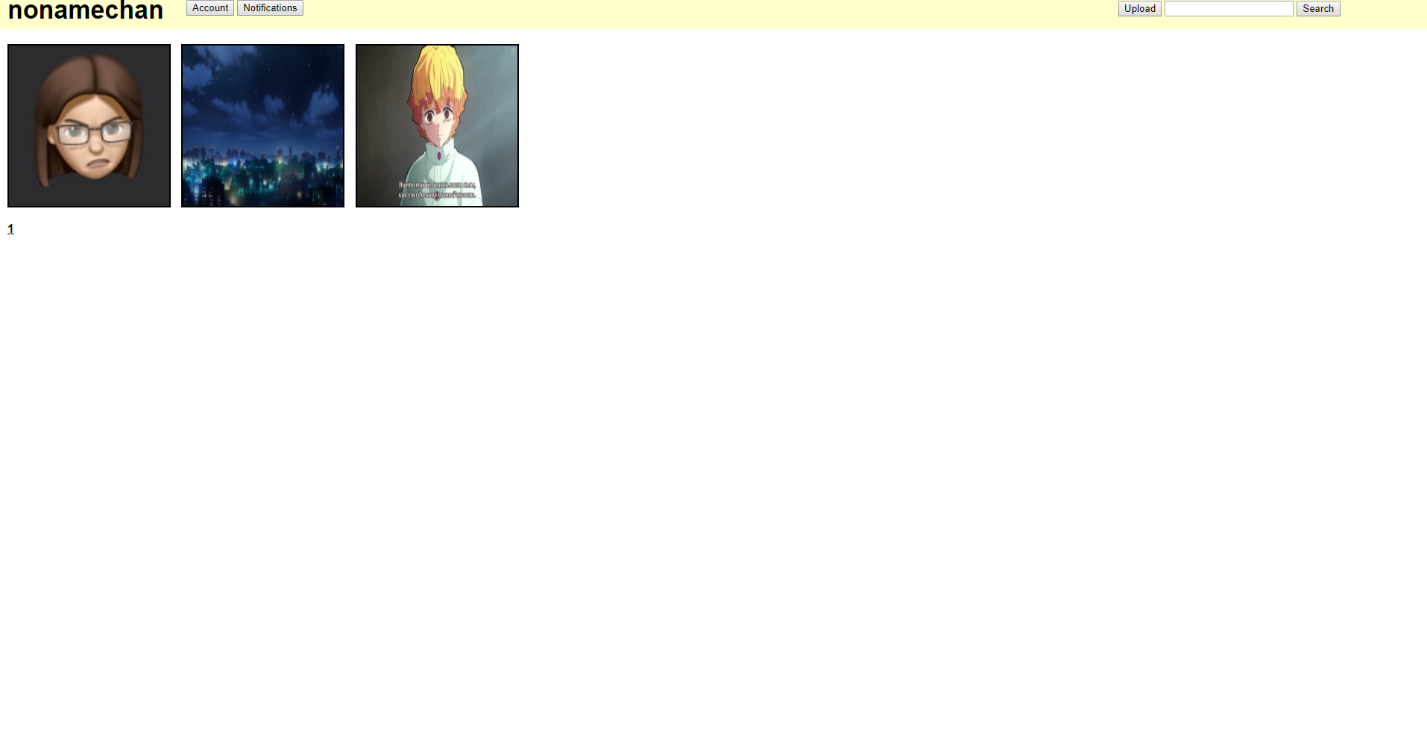 nonamechan
Account
Notifications
Upload
Search
1